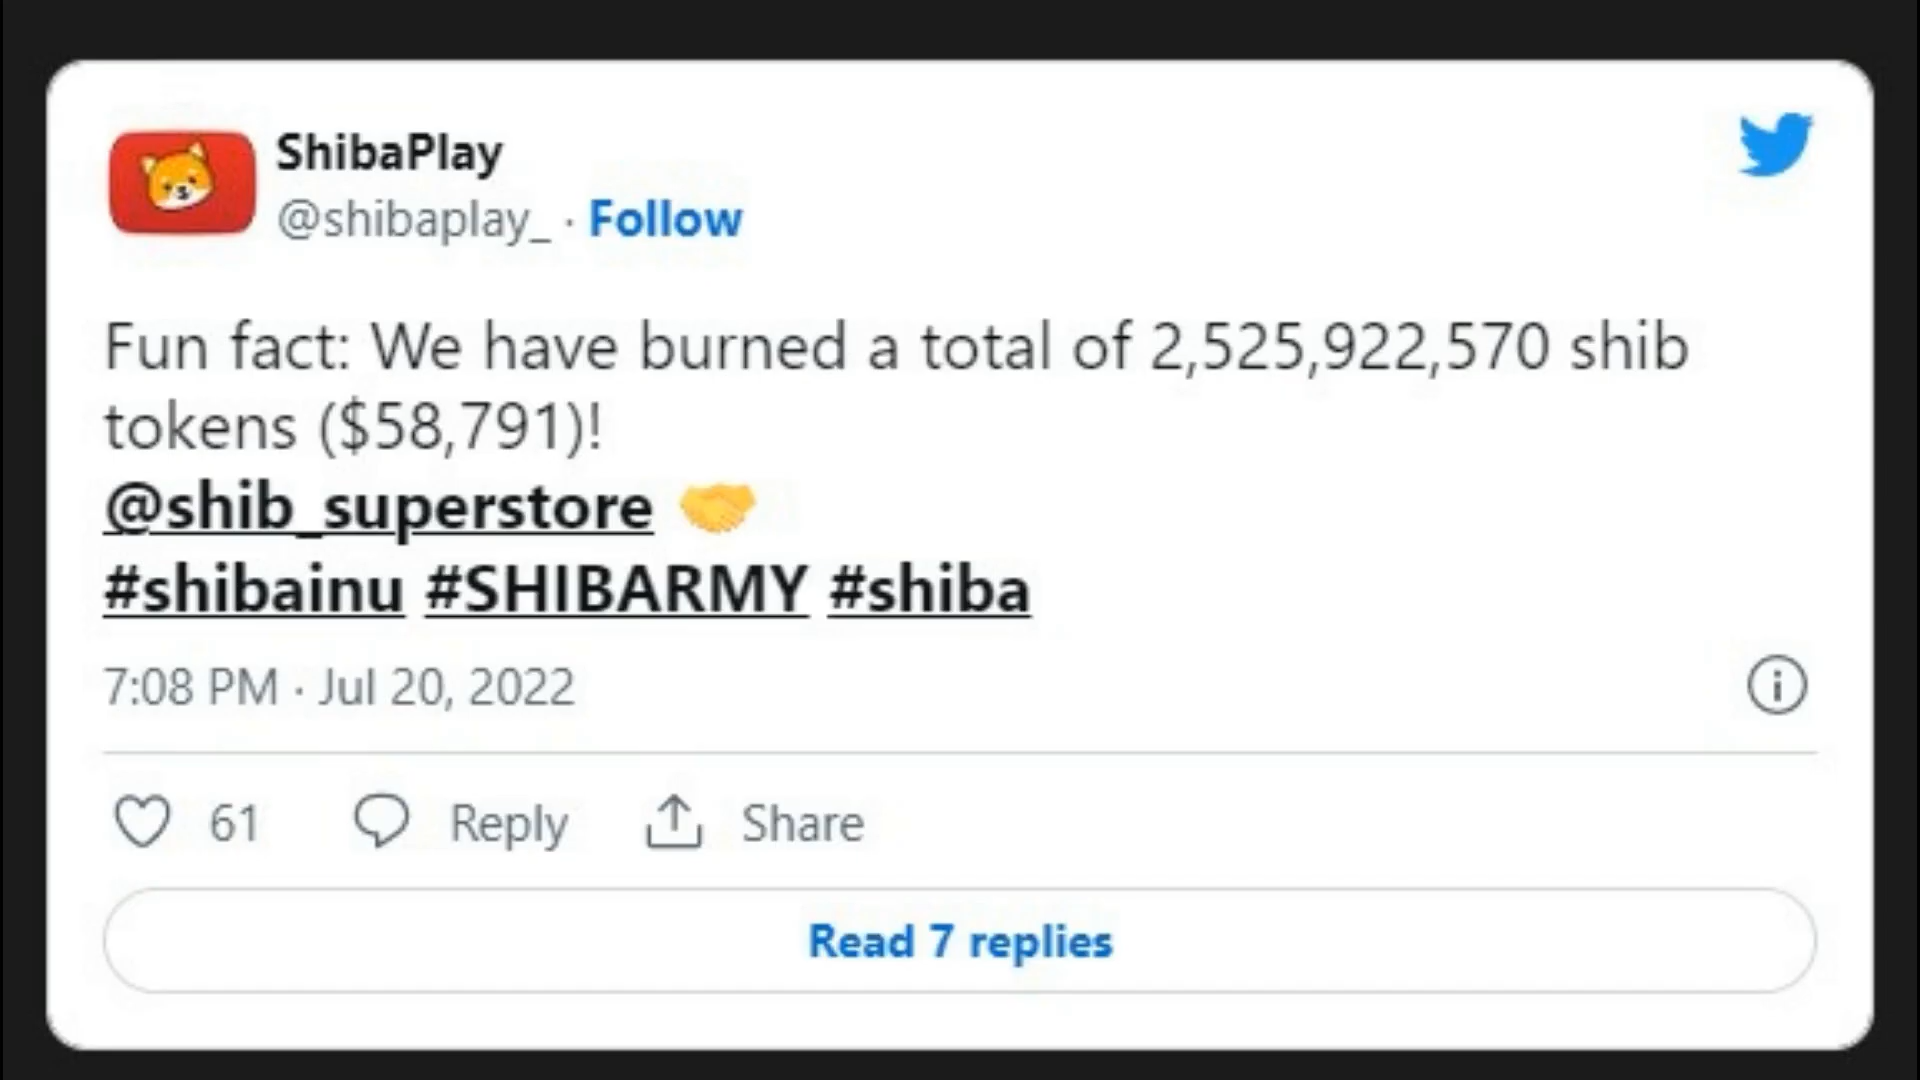 ShibaPlay
@shibaplay_ · Follow
Fun fact: We have burned a total of 2,525,922,570 shib
tokens ($58,791)!
@shib_superstore 🤝
#shibainu #SHIBARMY #shiba
7:08 PM · Jul 20, 2022
61 Reply Share
Read 7 replies